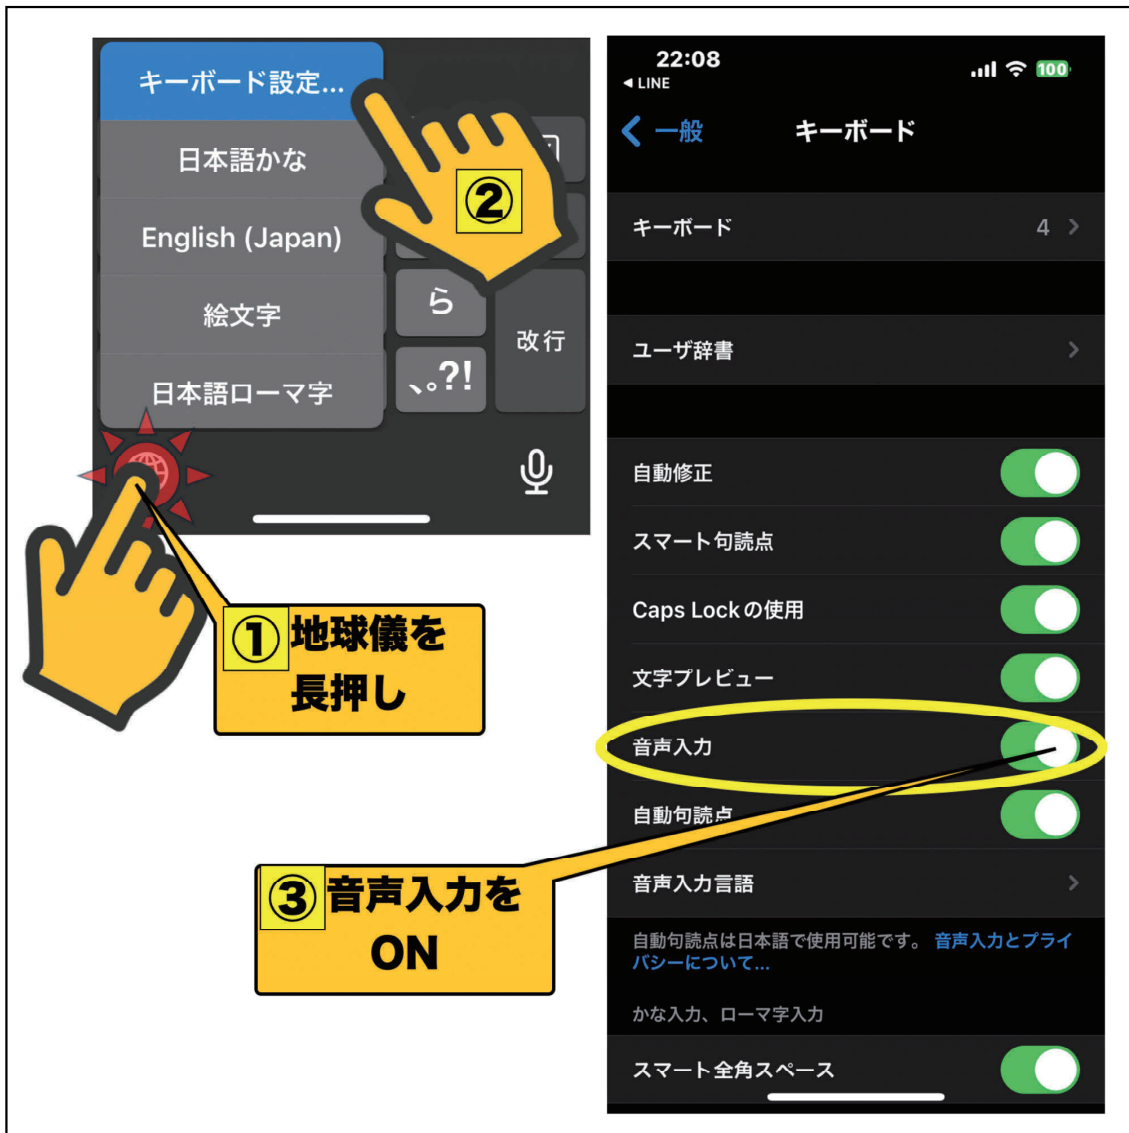 キーボード設定...
日本語かな
English (Japan)
絵文字
日本語ローマ字
②
ら
改行
、。?!
①地球儀を
長押し
③音声入力を
ON
22:08
100
◀ LINE
一般
キーボード
キーボード
4
ユーザ辞書
自動修正
スマート句読点
Caps Lockの使用
文字プレビュー
音声入力
自動句読点
音声入力言語
自動句読点は日本語で使用可能です。 音声入力とプライ
バシーについて...
かな入力、ローマ字入力
スマート全角スペース